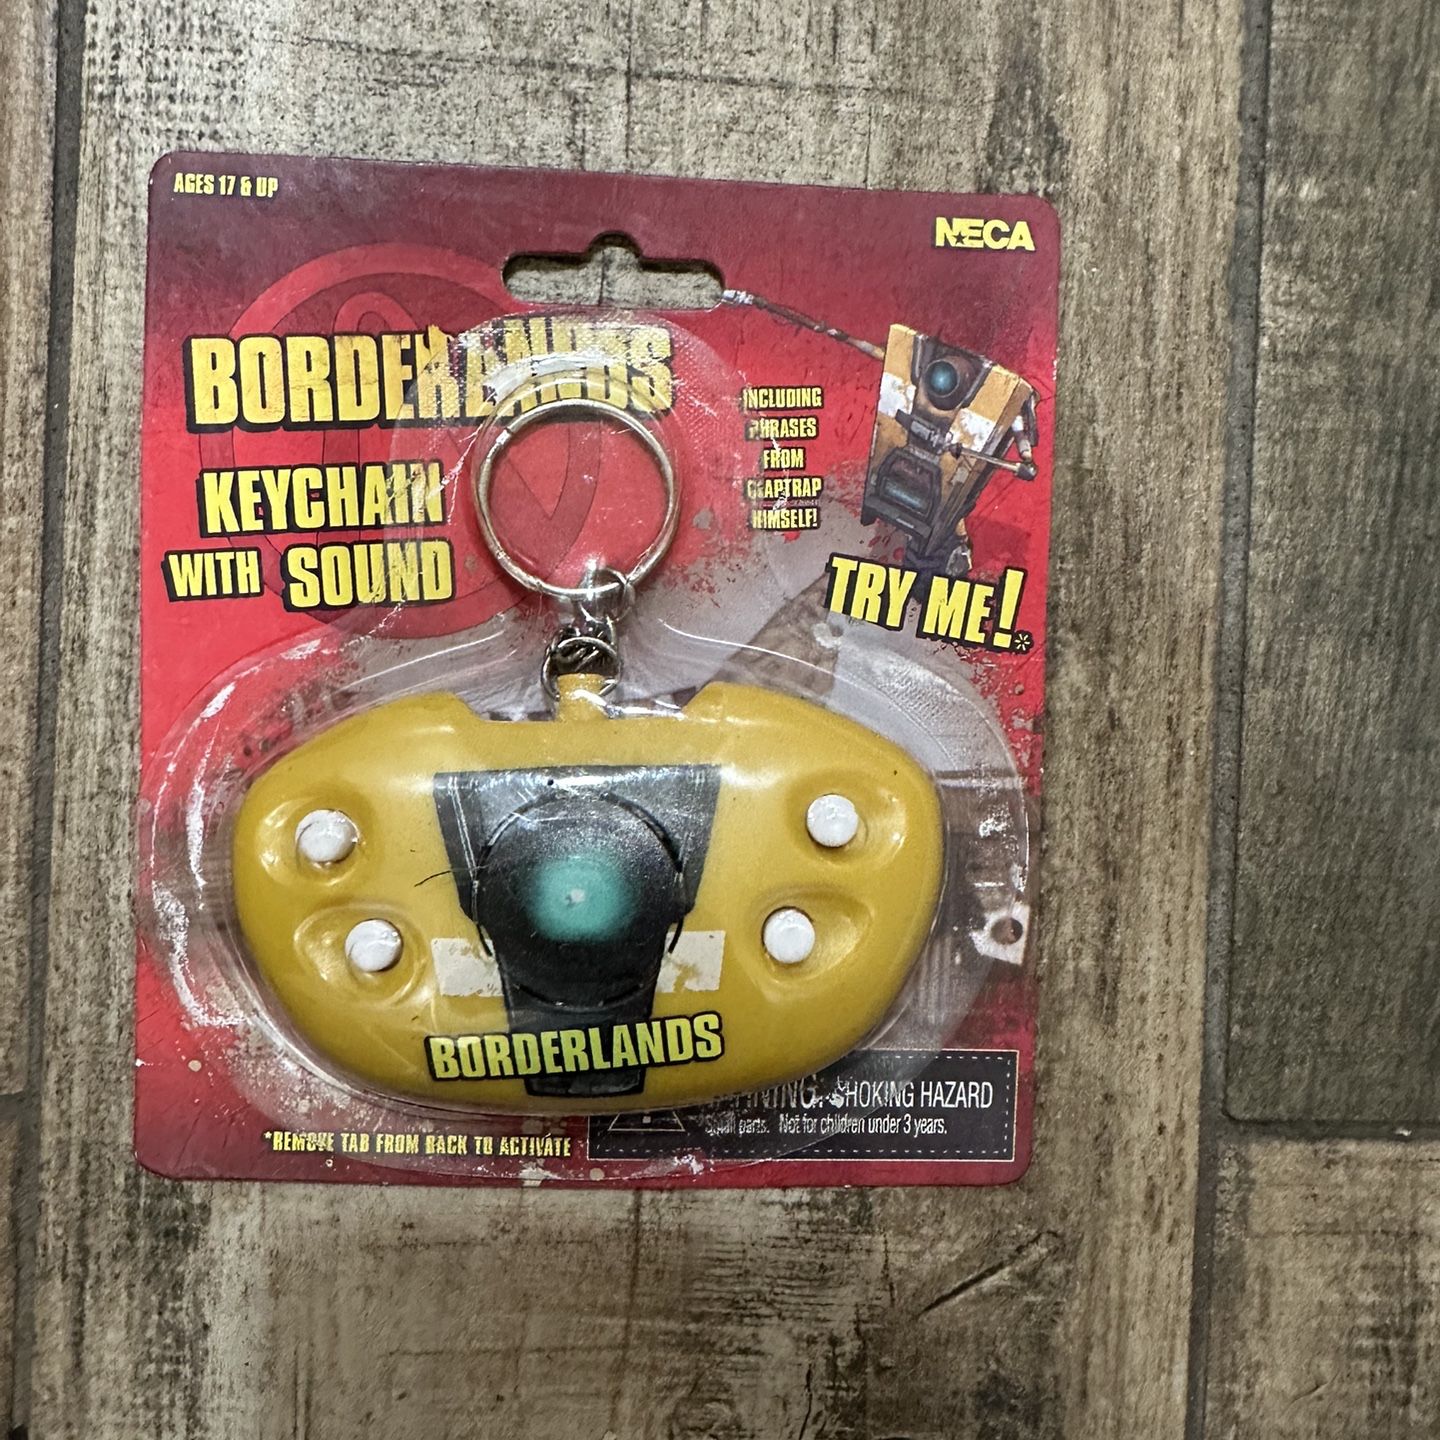 AGES 17 & UP
NECA
BORDERLANDS
KEYCHAIN
WITH SOUND
INCLUDING
PHRASES
FROM
CLAPTRAP
HIMSELF!
TRY ME!*
BORDERLANDS
WARNING: CHOKING HAZARD
Small parts. Not for children under 3 years.
*REMOVE TAB FROM BACK TO ACTIVATE